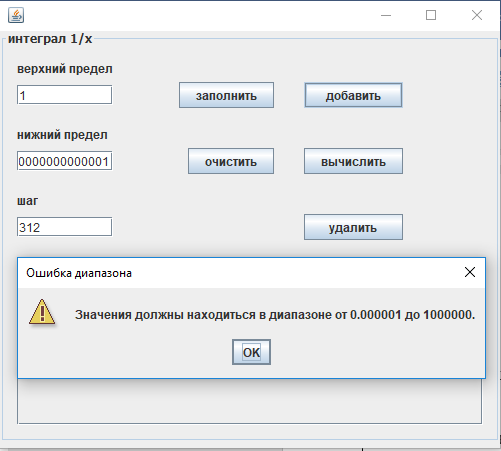 интеграл 1/x
верхний предел
1
заполнить
добавить
нижний предел
0000000000001
очистить
вычислить
шаг
312
удалить
Ошибка диапазона
Значения должны находиться в диапазоне от 0.000001 до 1000000.
OK